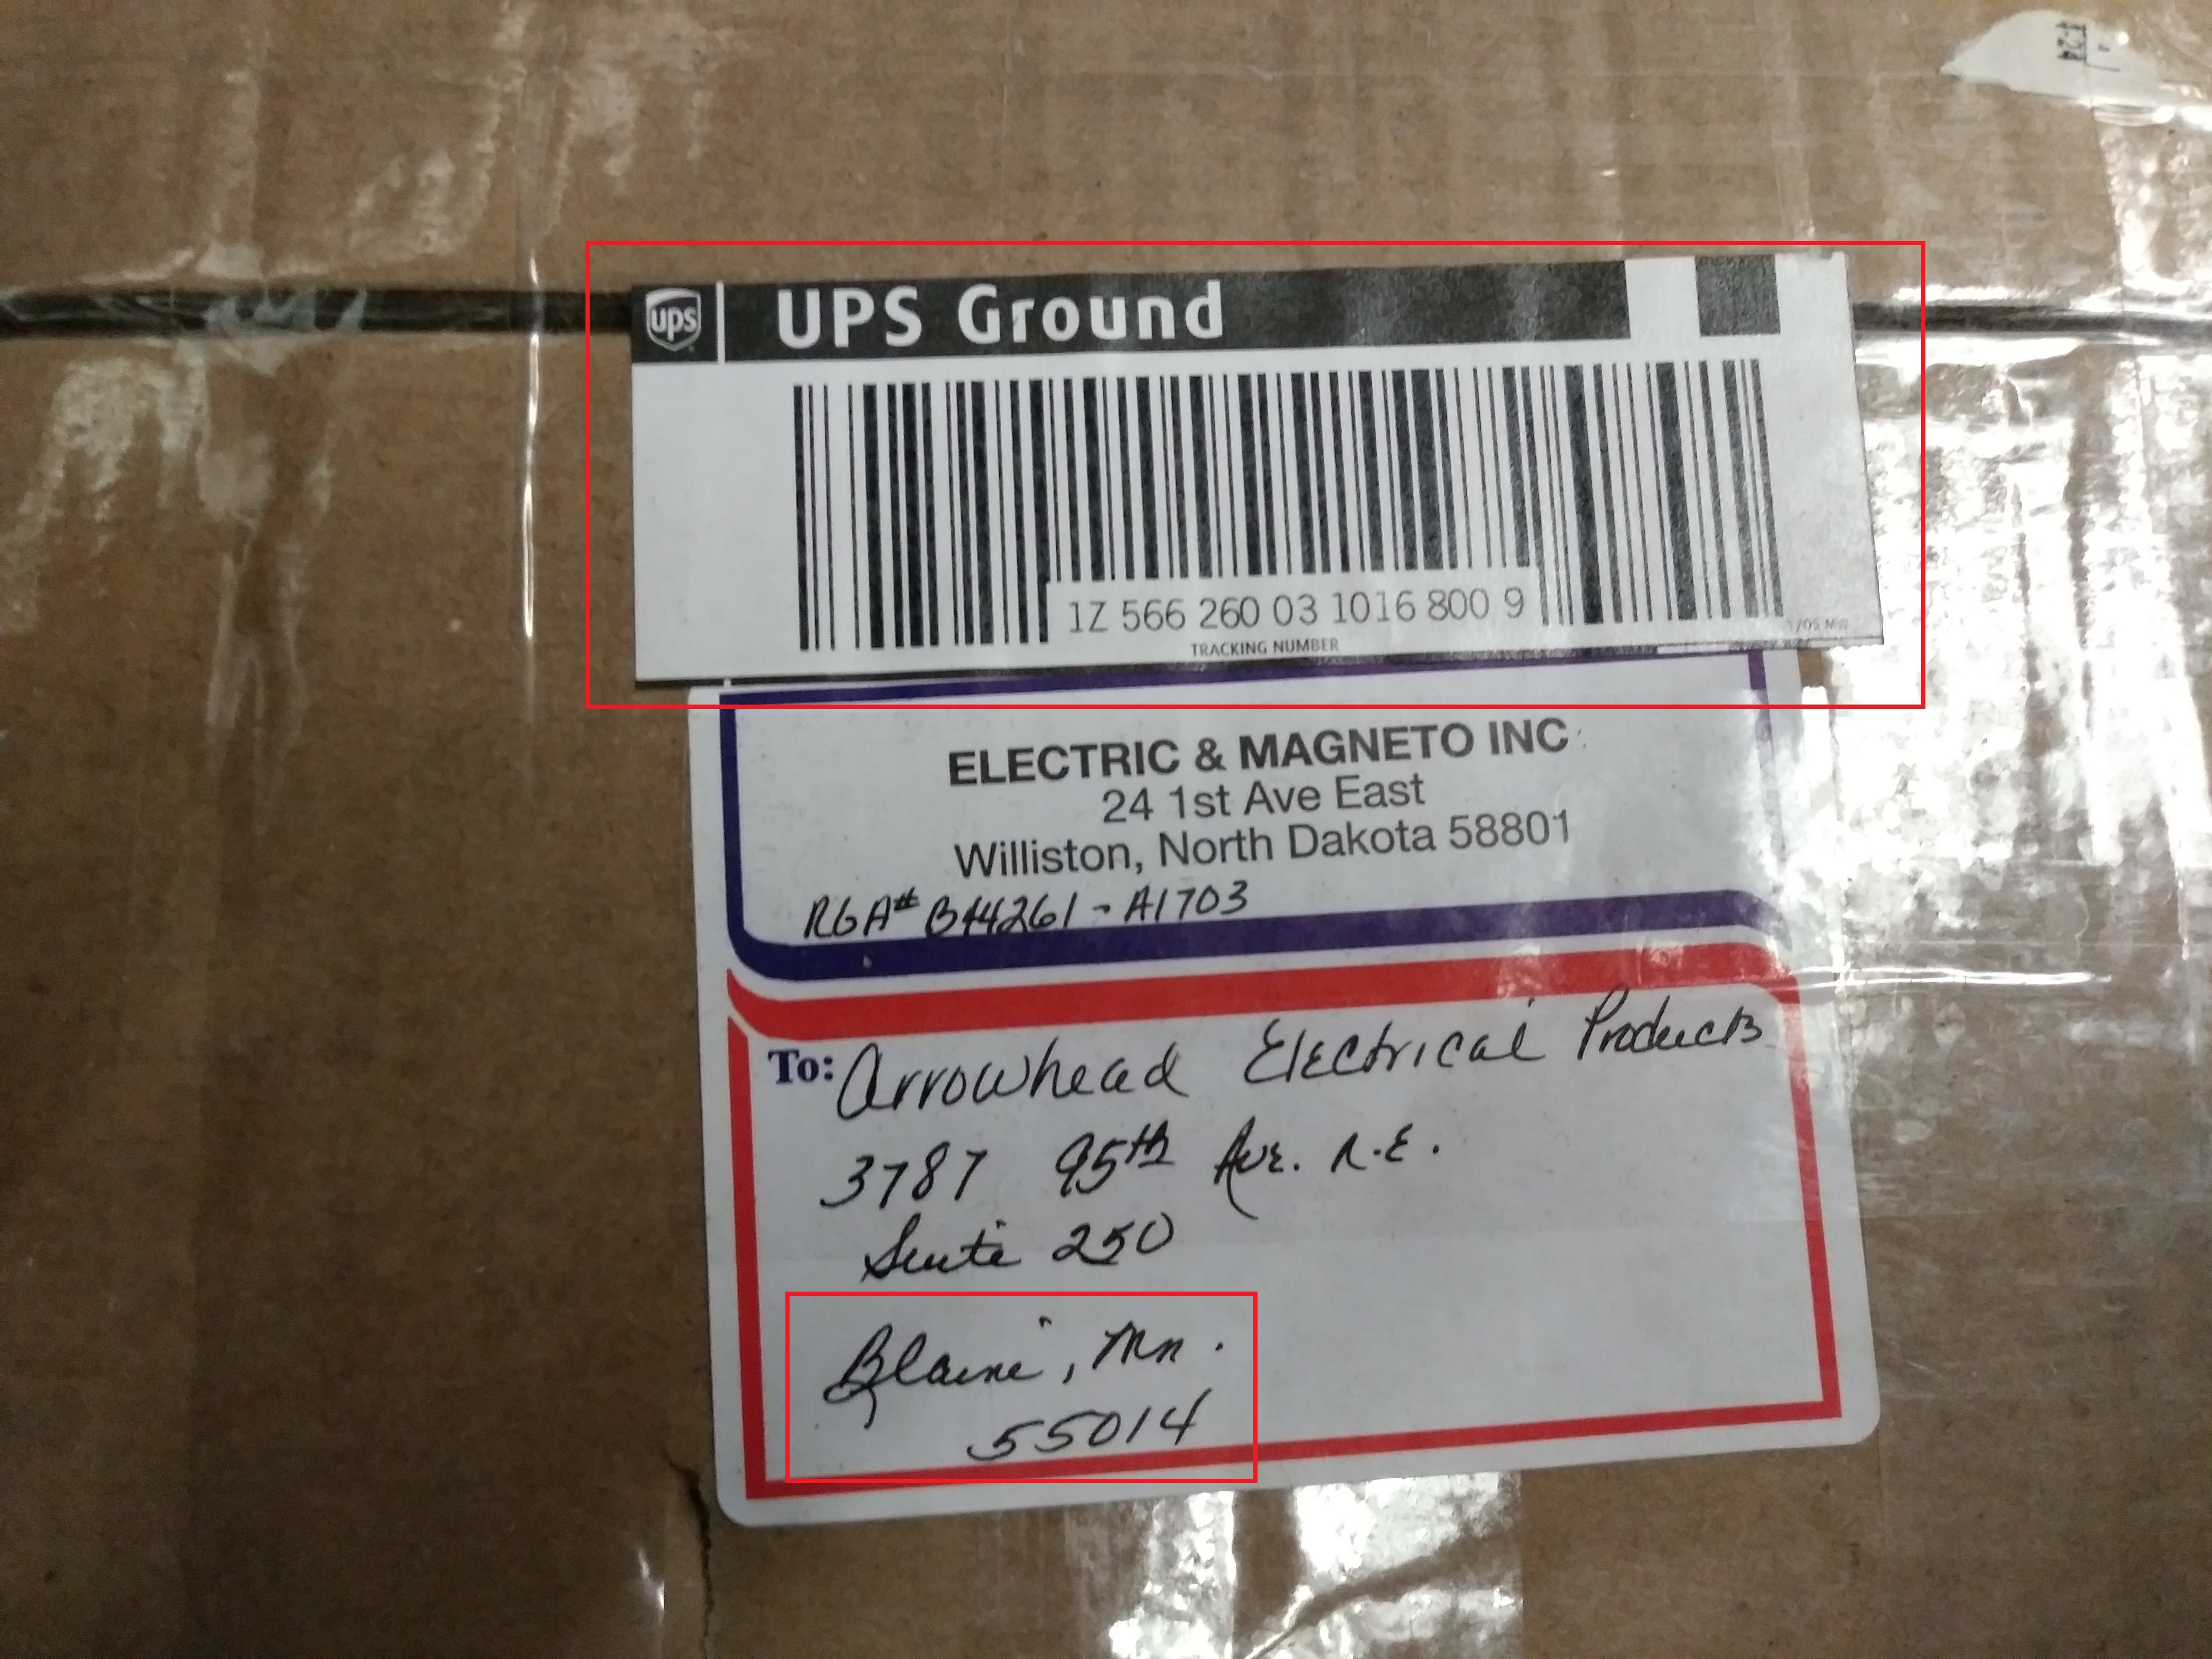 ups UPS Ground
1Z 566 260 03 1016 800 9
TRACKING NUMBER
ELECTRIC & MAGNETO INC
24 1st Ave East
Williston, North Dakota 58801
RGA# B44261-A1703
To: Arrowhead Electrical Products
3787 95th Ave. N.E.
Suite 250
Blaine, Mn.
55014